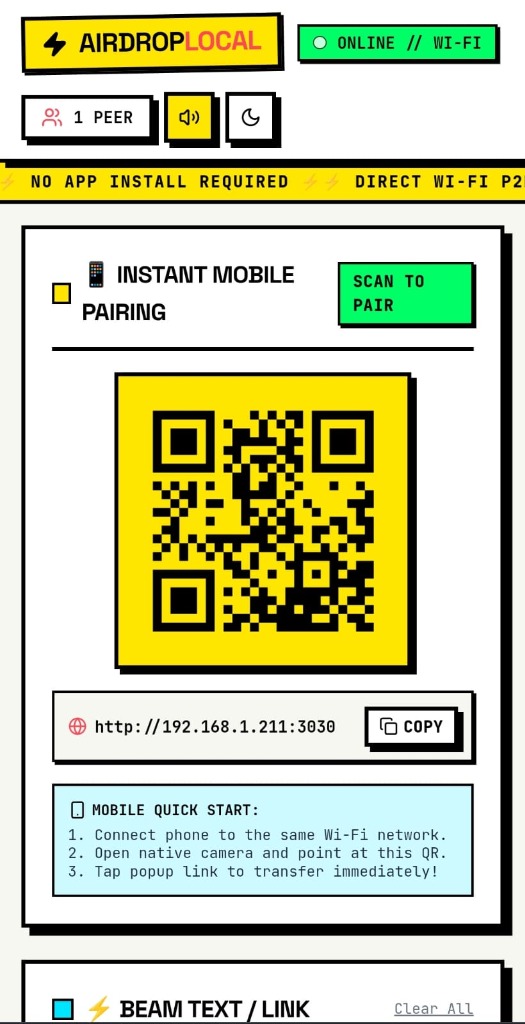 AIRDROPLOCAL
ONLINE // WI-FI
1 PEER
NO APP INSTALL REQUIRED ⚡⚡ DIRECT WI-FI P2
📱 INSTANT MOBILE
PAIRING
SCAN TO
PAIR
http://192.168.1.211:3030
COPY
MOBILE QUICK START:
1. Connect phone to the same Wi-Fi network.
2. Open native camera and point at this QR.
3. Tap popup link to transfer immediately!
⚡ BEAM TEXT / LINK
Clear All